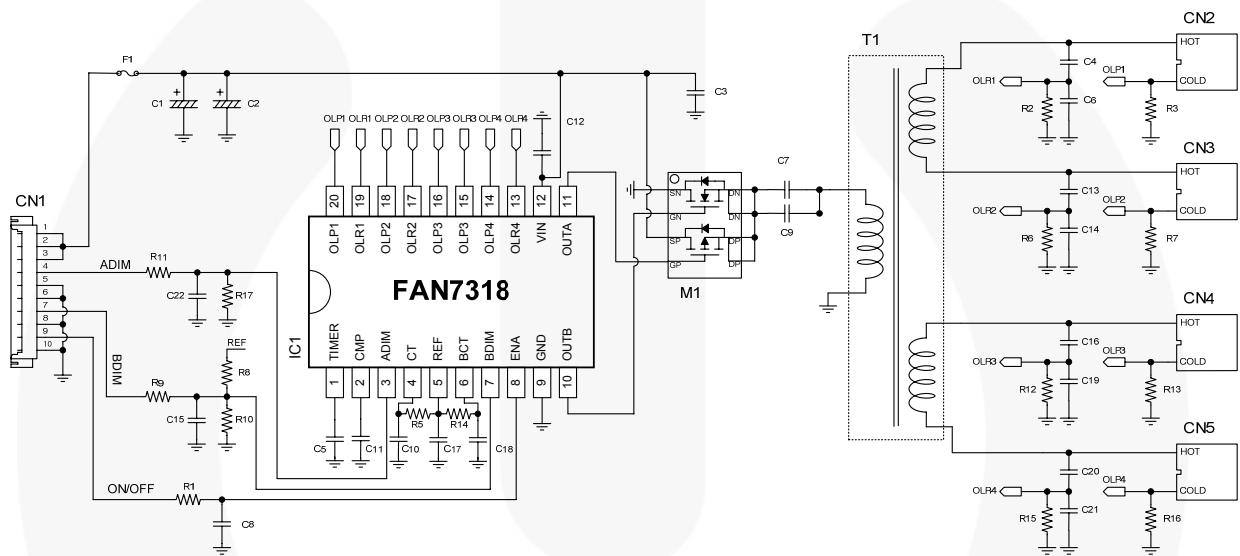 CN2
T1
HOT
F1
C4
OLR1
OLP1
COLD
C1
C2
C3
R2
C6
R3
OLP1
OLR1
OLP2
OLR2
OLP3
OLR3
OLP4
OLR4
C12
CN3
HOT
CN1
20
19
18
17
16
15
14
13
12
11
OLP1
OLR1
OLP2
OLR2
OLP3
OLR3
OLP4
OLR4
VIN
OUTA
SN
DN
GN
DN
SP
DP
GP
DP
M1
C7
C9
C13
OLR2
OLP2
COLD
R6
C14
R7
1
2
3
4
5
6
7
8
9
10
ADIM
R11
C22
R17
FAN7318
IC1
CN4
HOT
REF
R8
BDIM
R9
C15
R10
TIMER
CMP
ADIM
CT
REF
BCT
BDIM
ENA
GND
OUTB
1
2
3
4
5
6
7
8
9
10
C16
OLR3
OLP3
COLD
R12
C19
R13
R5
R14
C5
C11
C10
C17
C18
CN5
HOT
C20
OLR4
OLP4
COLD
R15
C21
R16
ON/OFF
R1
C8